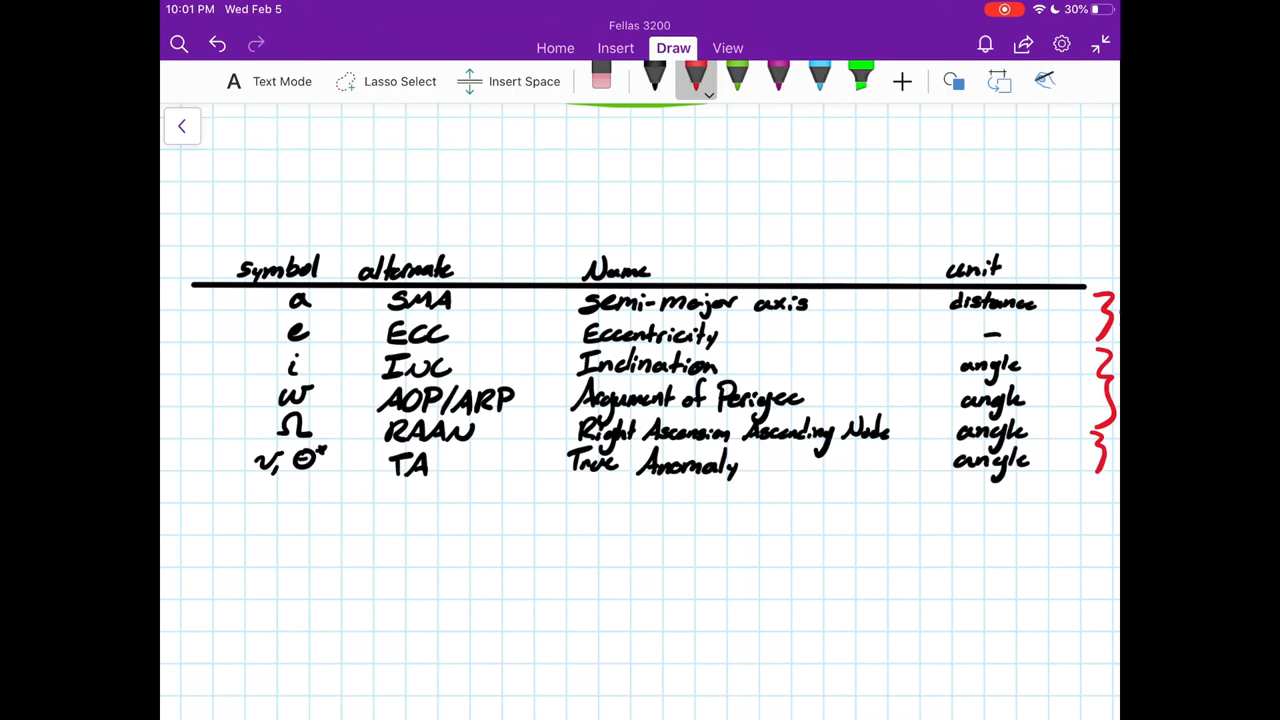 10:01 PM Wed Feb 5 30%
Fellas 3200
Home Insert Draw View
A Text Mode Lasso Select Insert Space
symbol alternate Name unit
a SMA semi-major axis distance
e ECC Eccentricity -
i INC Inclination angle
ω AOP/ARP Argument of Perigee angle
Ω RAAN Right Ascension Ascending Node angle
ν, θ* TA True Anomaly angle